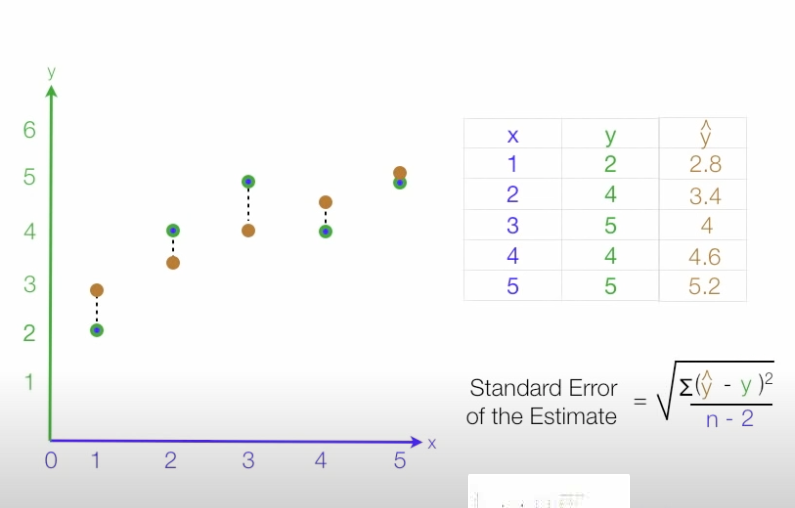 y
6
5
4
3
2
1
0 1 2 3 4 5 x
x y ŷ
1 2 2.8
2 4 3.4
3 5 4
4 4 4.6
5 5 5.2
Standard Error
of the Estimate
= √
Σ(ŷ - y)²
n - 2